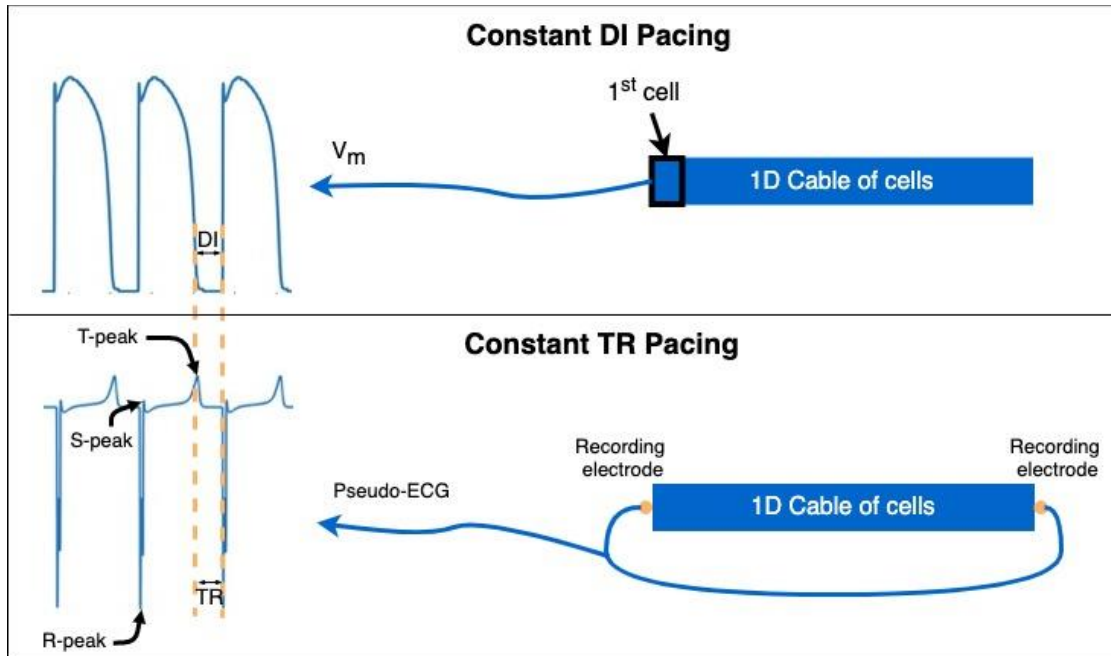 Constant DI Pacing
1st cell
Vm
1D Cable of cells
DI
Constant TR Pacing
T-peak
S-peak
Recording
electrode
Recording
electrode
Pseudo-ECG
1D Cable of cells
TR
R-peak